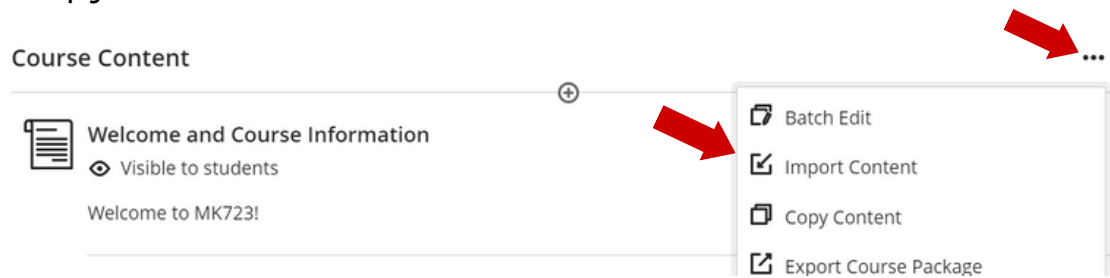 Course Content
Welcome and Course Information
Visible to students
Welcome to MK723!
Batch Edit
Import Content
Copy Content
Export Course Package